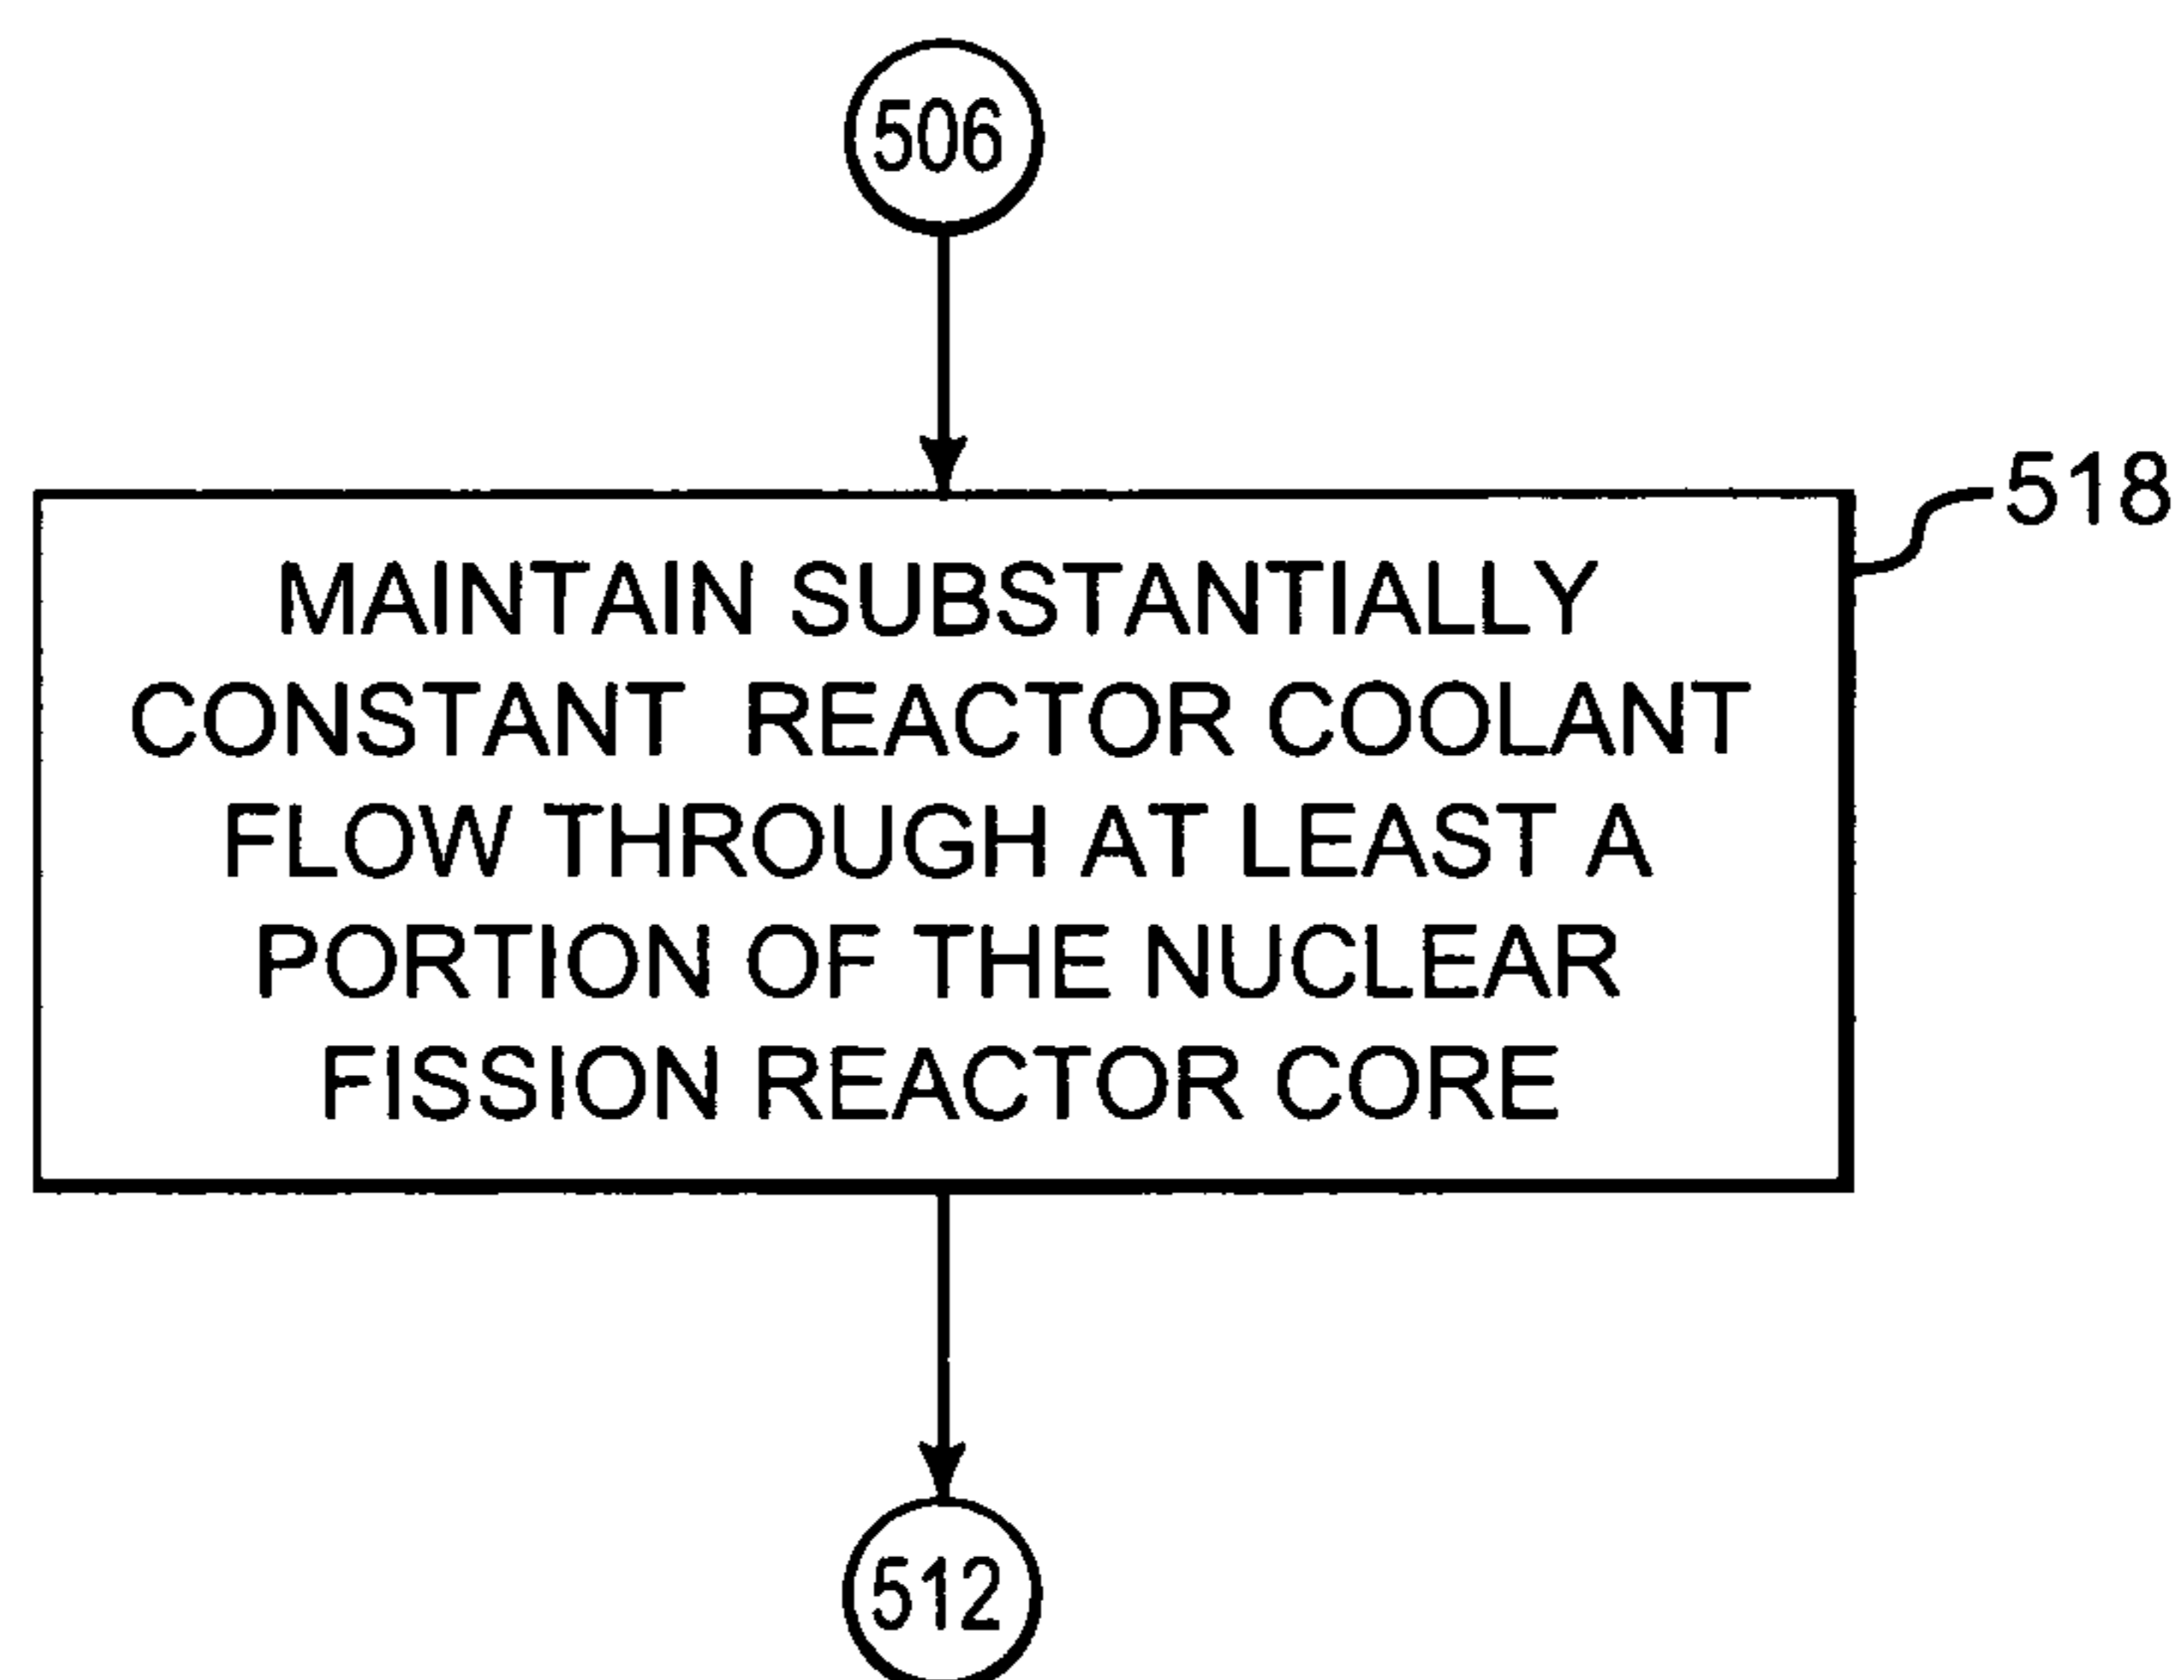 506
518
MAINTAIN SUBSTANTIALLY
CONSTANT REACTOR COOLANT
FLOW THROUGH AT LEAST A
PORTION OF THE NUCLEAR
FISSION REACTOR CORE
512